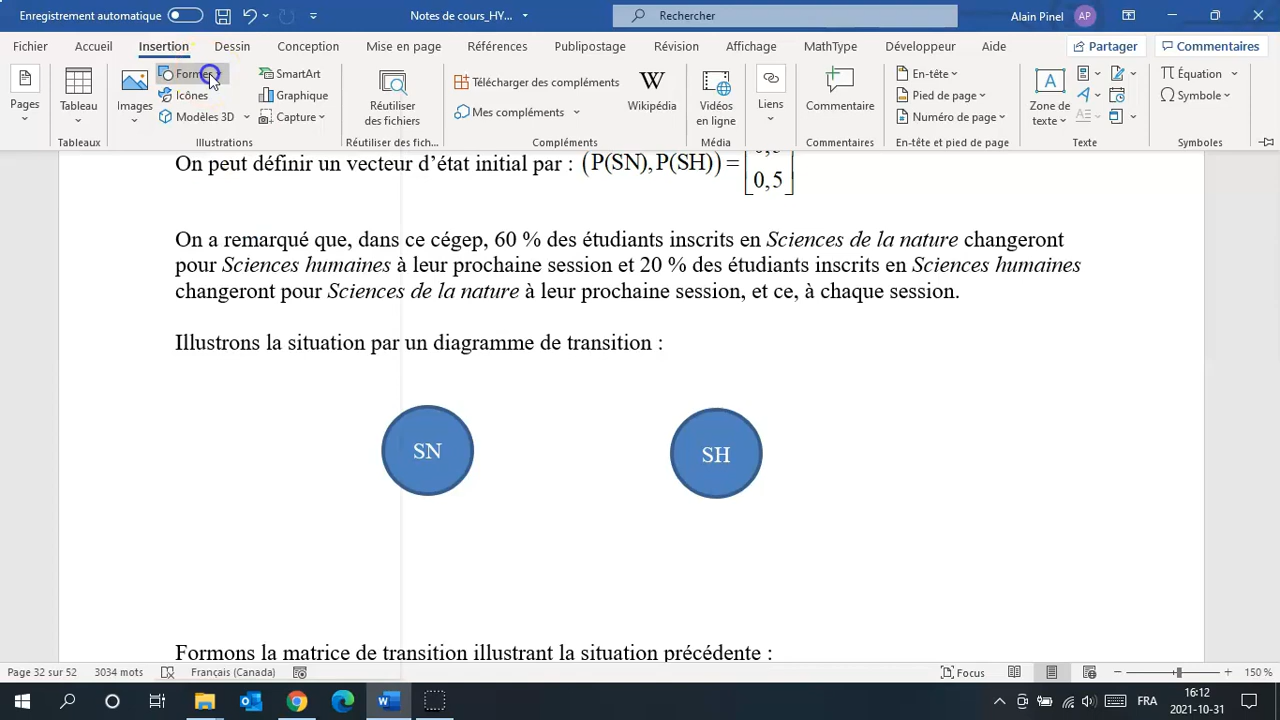 Enregistrement automatique Notes de cours_HY... Rechercher Alain Pinel AP
Fichier Accueil Insertion Dessin Conception Mise en page Références Publipostage Révision Affichage MathType Développeur Aide Partager Commentaires
Pages Tableau Images Icônes Modèles 3D SmartArt Graphique Capture Réutiliser des fichiers Télécharger des compléments Mes compléments Wikipédia Vidéos en ligne Liens Commentaire En-tête Pied de page Numéro de page Zone de texte Équation Symbole
Tableaux Illustrations Réutiliser des fich... Compléments Média Commentaires En-tête et pied de page Texte Symboles
On peut définir un vecteur d’état initial par : (P(SN), P(SH)) =
0,5
On a remarqué que, dans ce cégep, 60 % des étudiants inscrits en Sciences de la nature changeront
pour Sciences humaines à leur prochaine session et 20 % des étudiants inscrits en Sciences humaines
changeront pour Sciences de la nature à leur prochaine session, et ce, à chaque session.
Illustrons la situation par un diagramme de transition :
SN SH
Formons la matrice de transition illustrant la situation précédente :
Page 32 sur 52 3034 mots Français (Canada) Focus 150 %
FRA 16:12
2021-10-31